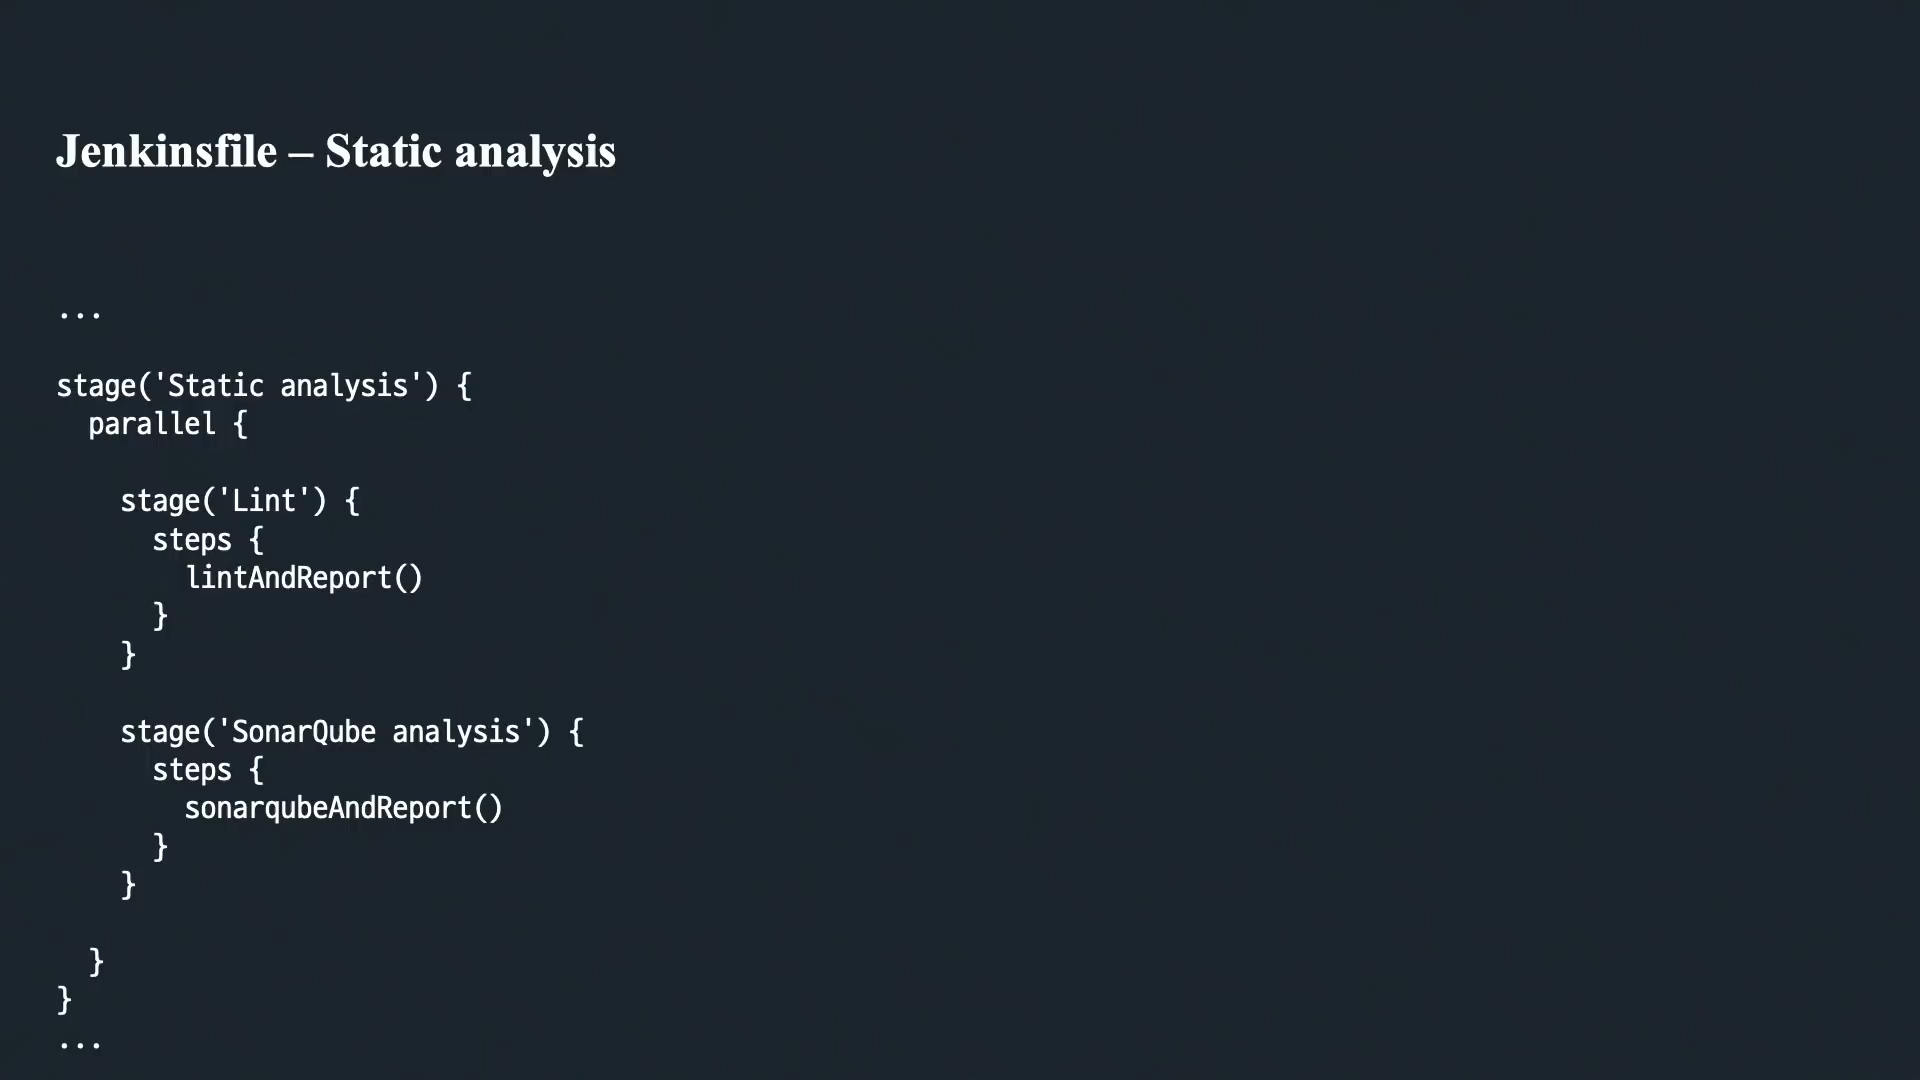 Jenkinsfile – Static analysis
...
stage('Static analysis') {
  parallel {
    stage('Lint') {
      steps {
        lintAndReport()
      }
    }
    stage('SonarQube analysis') {
      steps {
        sonarqubeAndReport()
      }
    }
  }
}
...